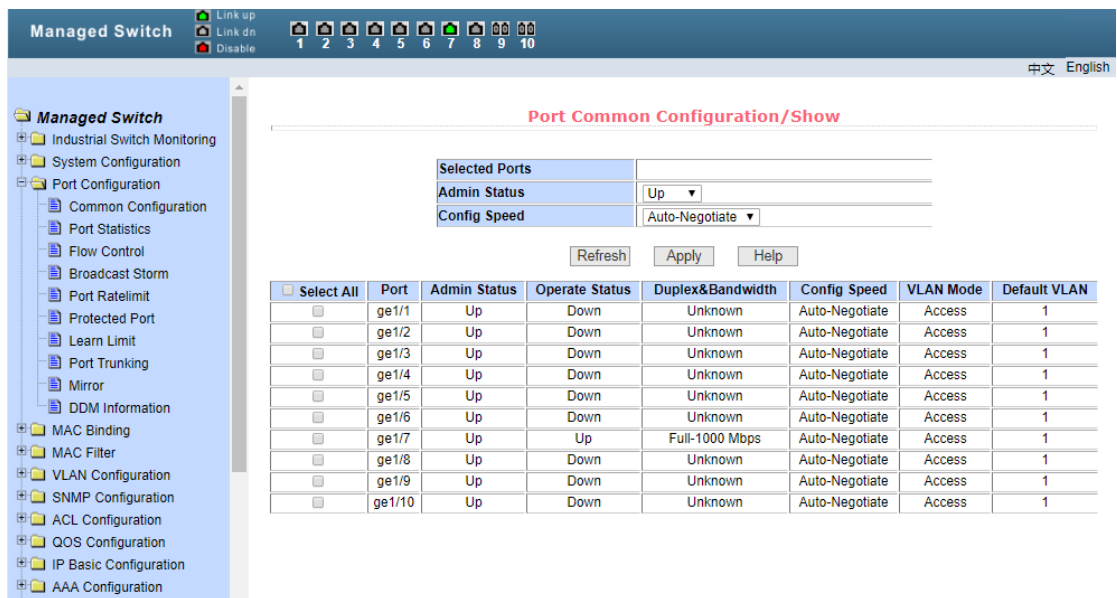 Managed Switch
Link up
Link dn
Disable
1 2 3 4 5 6 7 8 9 10
中文 English
Managed Switch
Industrial Switch Monitoring
System Configuration
Port Configuration
Common Configuration
Port Statistics
Flow Control
Broadcast Storm
Port Ratelimit
Protected Port
Learn Limit
Port Trunking
Mirror
DDM Information
MAC Binding
MAC Filter
VLAN Configuration
SNMP Configuration
ACL Configuration
QOS Configuration
IP Basic Configuration
AAA Configuration
Port Common Configuration/Show
Selected Ports
Admin Status Up
Config Speed Auto-Negotiate
Refresh Apply Help
Select All Port Admin Status Operate Status Duplex&Bandwidth Config Speed VLAN Mode Default VLAN
ge1/1 Up Down Unknown Auto-Negotiate Access 1
ge1/2 Up Down Unknown Auto-Negotiate Access 1
ge1/3 Up Down Unknown Auto-Negotiate Access 1
ge1/4 Up Down Unknown Auto-Negotiate Access 1
ge1/5 Up Down Unknown Auto-Negotiate Access 1
ge1/6 Up Down Unknown Auto-Negotiate Access 1
ge1/7 Up Up Full-1000 Mbps Auto-Negotiate Access 1
ge1/8 Up Down Unknown Auto-Negotiate Access 1
ge1/9 Up Down Unknown Auto-Negotiate Access 1
ge1/10 Up Down Unknown Auto-Negotiate Access 1